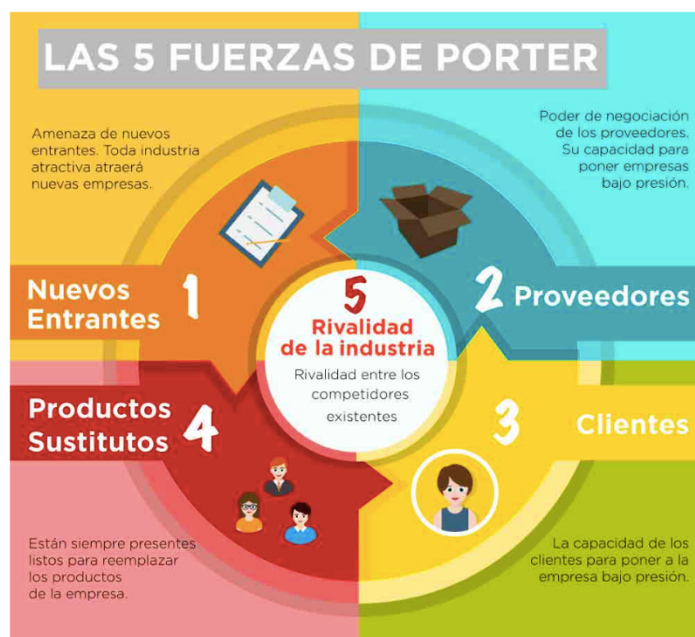 LAS 5 FUERZAS DE PORTER
Amenaza de nuevos
entrantes. Toda industria
atractiva atraerá
nuevas empresas.
Poder de negociación
de los proveedores.
Su capacidad para
poner empresas
bajo presión.
Nuevos
Entrantes
1
2
Proveedores
5
Rivalidad
de la industria
Rivalidad entre los
competidores
existentes
Productos
Sustitutos
4
3
Clientes
Están siempre presentes
listos para reemplazar
los productos
de la empresa.
La capacidad de los
clientes para poner a la
empresa bajo presión.